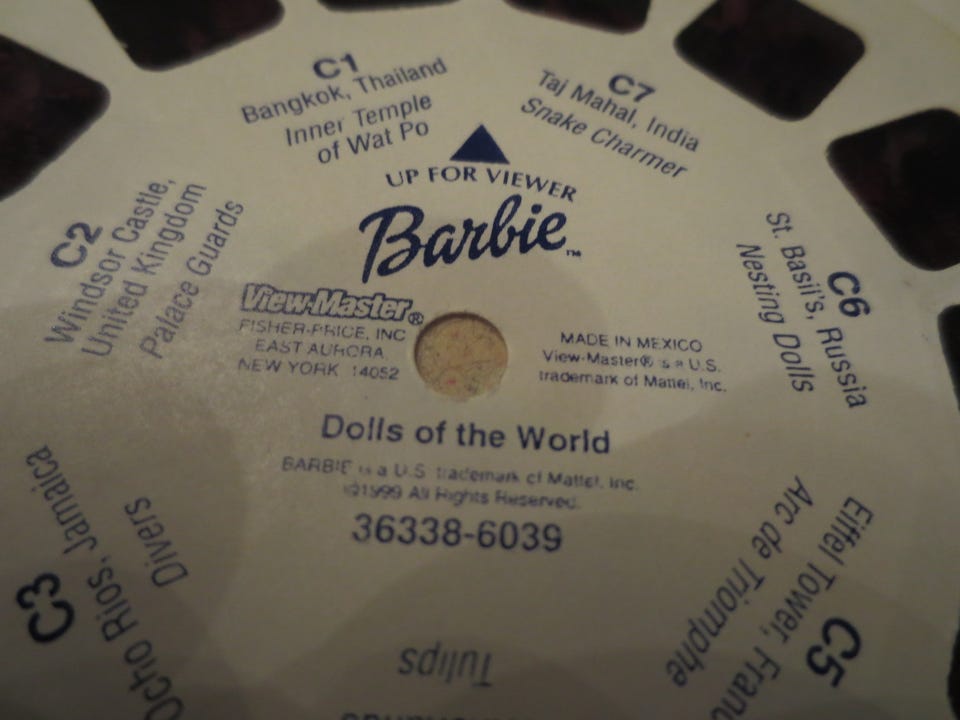 C1
Bangkok, Thailand
Inner Temple
of Wat Po
C7
Taj Mahal, India
Snake Charmer
UP FOR VIEWER
Barbie™
C2
Windsor Castle,
United Kingdom
Palace Guards
C6
St. Basil's, Russia
Nesting Dolls
View-Master®
FISHER-PRICE, INC
EAST AURORA,
NEW YORK 14052
MADE IN MEXICO
View-Master® is a U.S.
trademark of Mattel, Inc.
Dolls of the World
BARBIE is a U.S. trademark of Mattel, Inc.
©1999 All Rights Reserved.
36338-6039
C3
Ocho Rios, Jamaica
Divers
C5
Eiffel Tower, Franc
Arc de Triomphe
Tulips